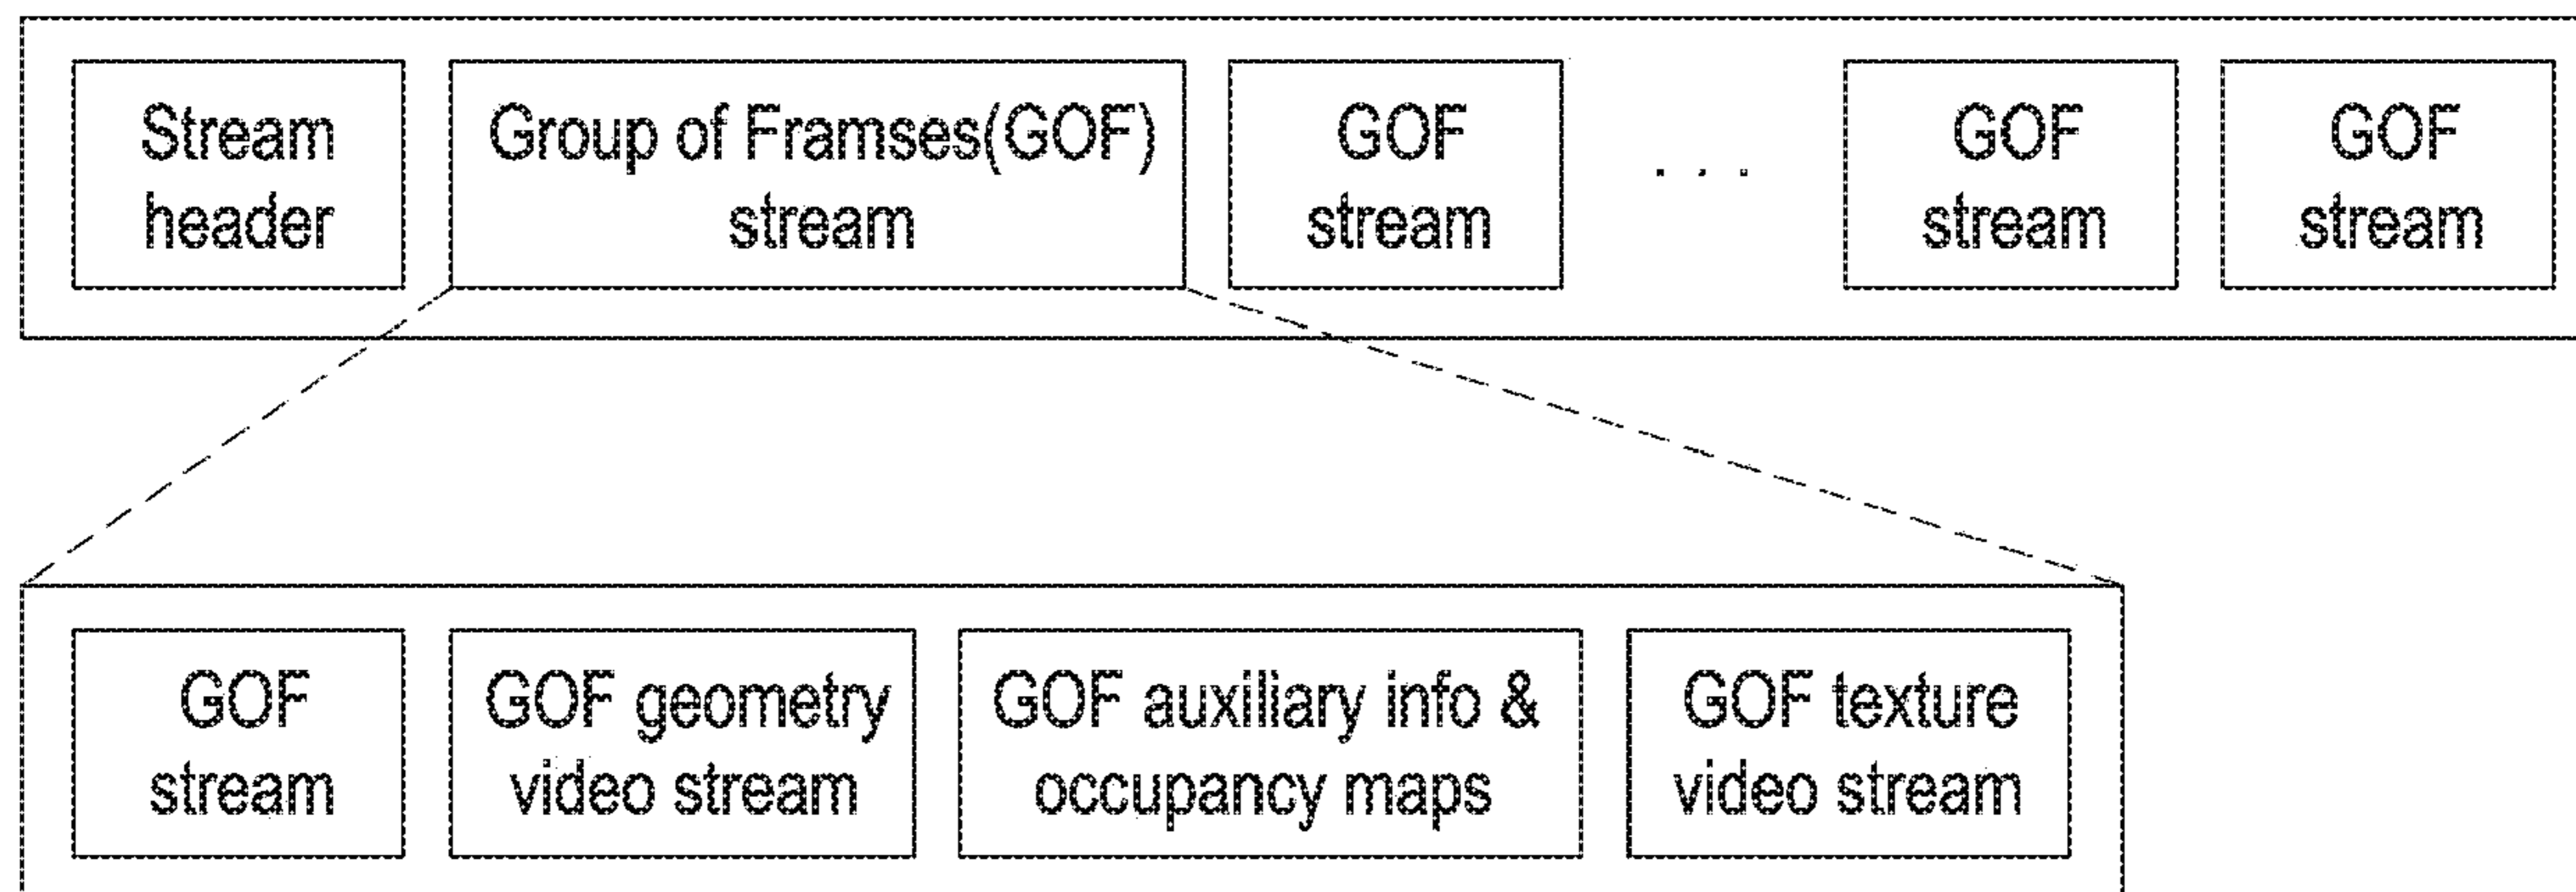 Stream
header
Group of Framses(GOF)
stream
GOF
stream
. . .
GOF
stream
GOF
stream
GOF
stream
GOF geometry
video stream
GOF auxiliary info &
occupancy maps
GOF texture
video stream